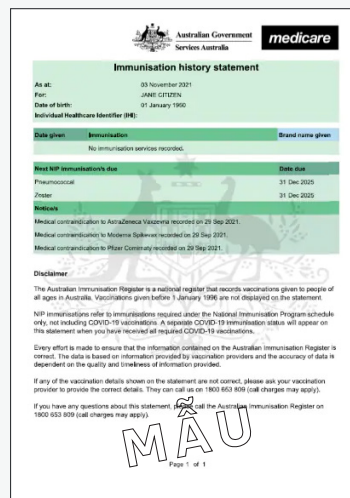 Australian Government
Services Australia
medicare
Immunisation history statement
As at: 03 November 2021
For: JANE CITIZEN
Date of birth: 01 January 1960
Individual Healthcare Identifier (IHI):
Date given Immunisation Brand name given
No immunisation services recorded.
Next NIP immunisation/s due Date due
Pneumococcal 31 Dec 2025
Zoster 31 Dec 2025
Notice/s
Medical contraindication to AstraZeneca Vaxzevria recorded on 29 Sep 2021.
Medical contraindication to Moderna Spikevax recorded on 29 Sep 2021.
Medical contraindication to Pfizer Comirnaty recorded on 29 Sep 2021.
Disclaimer
The Australian Immunisation Register is a national register that records vaccinations given to people of
all ages in Australia. Vaccinations given before 1 January 1996 are not displayed on the statement.
NIP immunisations refer to immunisations required under the National Immunisation Program schedule
only, not including COVID-19 vaccinations. A separate COVID-19 immunisation status will appear on
this statement when you have received all required COVID-19 vaccinations.
Every effort is made to ensure that the information contained on the Australian Immunisation Register is
correct. The data is based on information provided by vaccination providers and the accuracy of data is
dependent on the quality and timeliness of information provided.
If any of the vaccination details shown on the statement are not correct, please ask your vaccination
provider to provide the correct details. They can call us on 1800 653 809 (call charges may apply).
If you have any questions about this statement, please call the Australian Immunisation Register on
1800 653 809 (call charges may apply).
MẪU
Page 1 of 1